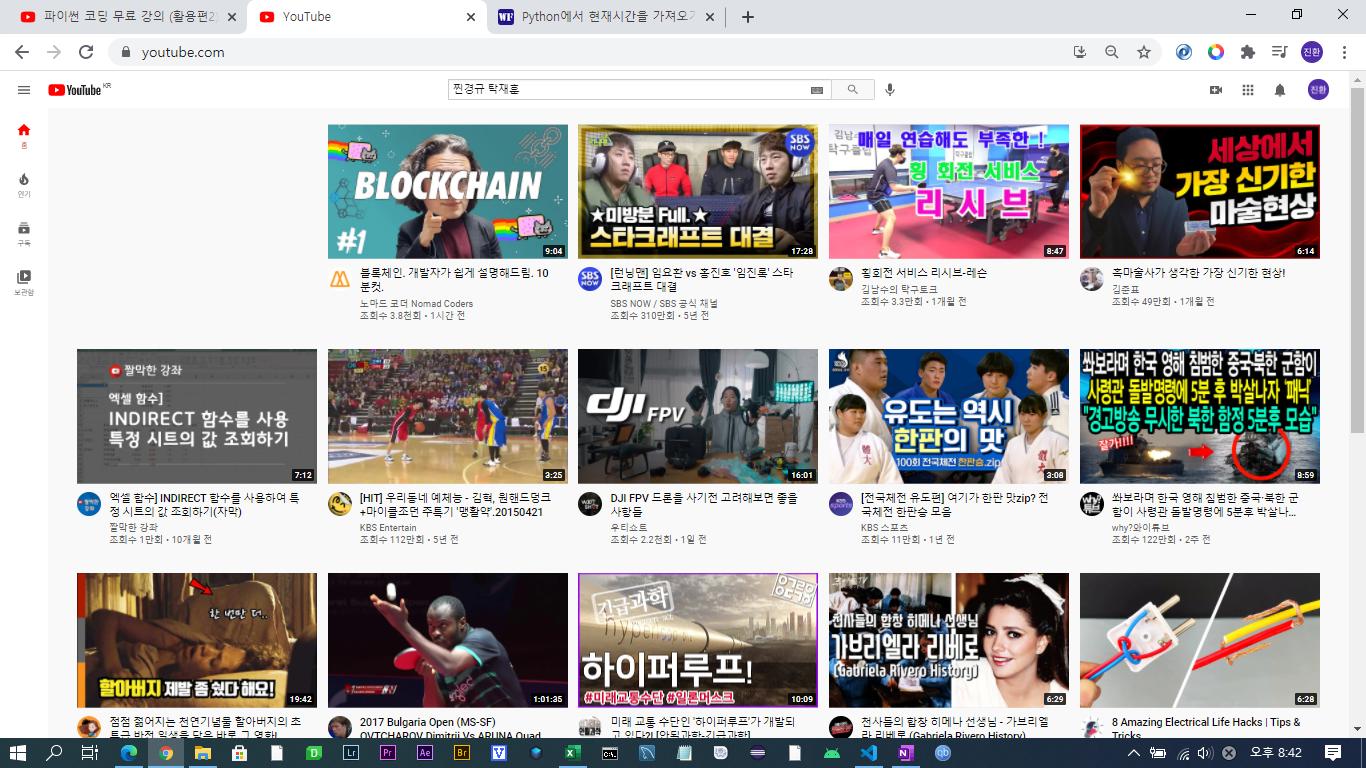 파이썬 코딩 무료 강의 (활용편2)
YouTube
Python에서 현재시간을 가져오기
youtube.com
진환
YouTube KR
찐경규 탁재훈
진환
홈
인기
구독
보관함
BLOCKCHAIN
#1
9:04
블록체인. 개발자가 쉽게 설명해드림. 10
분컷.
노마드 코더 Nomad Coders
조회수 3.8천회 • 1시간 전
SBS NOW
★미방분 Full.★
스타크래프트 대결
17:28
SBS NOW
[런닝맨] 임요환 vs 홍진호 '임진록' 스타
크래프트 대결
SBS NOW / SBS 공식 채널
조회수 310만회 • 5년 전
김남수
탁구클럽
매일 연습해도 부족한 !
횡 회전 서비스
리 시 브
8:47
횡회전 서비스 리시브-레슨
김남수의 탁구토크
조회수 3.3만회 • 1개월 전
세상에서
가장 신기한
마술현상
6:14
흑마술사가 생각한 가장 신기한 현상!
김준표
조회수 49만회 • 1개월 전
짤막한 강좌
엑셀 함수]
INDIRECT 함수를 사용
특정 시트의 값 조회하기
7:12
짤막한 강좌
엑셀 함수] INDIRECT 함수를 사용하여 특
정 시트의 값 조회하기(자막)
짤막한 강좌
조회수 1만회 • 10개월 전
15
3:25
[HIT] 우리동네 예체능 - 김혁, 원핸드덩크
+마이클조던 주특기 '맹활약'.20150421
KBS Entertain
조회수 112만회 • 5년 전
dji FPV
16:01
DJI FPV 드론을 사기전 고려해보면 좋을
사항들
우티쇼트
조회수 2.2천회 • 1일 전
유도는 역시
한판의 맛
100회 전국체전 한판승.zip
3:08
[전국체전 유도편] 여기가 한판 맛zip? 전
국체전 한판승 모음
KBS 스포츠
조회수 11만회 • 1년 전
쏴보라며 한국 영해 침범한 중국·북한 군함이
사령관 돌발명령에 5분 후 박살나자 '패닉'
"경고방송 무시한 북한 함정 5분후 모습"
잘가!!!!
8:59
why? 튜브
쏴보라며 한국 영해 침범한 중국·북한 군
함이 사령관 돌발명령에 5분후 박살나...
why?와이튜브
조회수 122만회 • 2주 전
한 번만 더..
할아버지 제발 좀 쉬다 해요!
19:42
점점 젊어지는 천연기념물 할아버지의 초
1:01:35
2017 Bulgaria Open (MS-SF)
OVTCHAROV Dimitrij Vs ARUNA Quad
긴급과학
하이퍼루프!
#미래교통수단 #일론머스크
10:09
미래 교통 수단인 '하이퍼루프'가 개발되
고 있다?! [안될과학-긴급과학]
천사들의 합창 히메나 선생님
가브리엘라 리베로
(Gabriela Rivero History)
6:29
천사들의 합창 히메나 선생님 - 가브리엘
라 리베로 (Gabriela Rivero History)
6:28
8 Amazing Electrical Life Hacks | Tips &
Tricks
Lr
Pr
Ae
Br
qb
오후 8:42